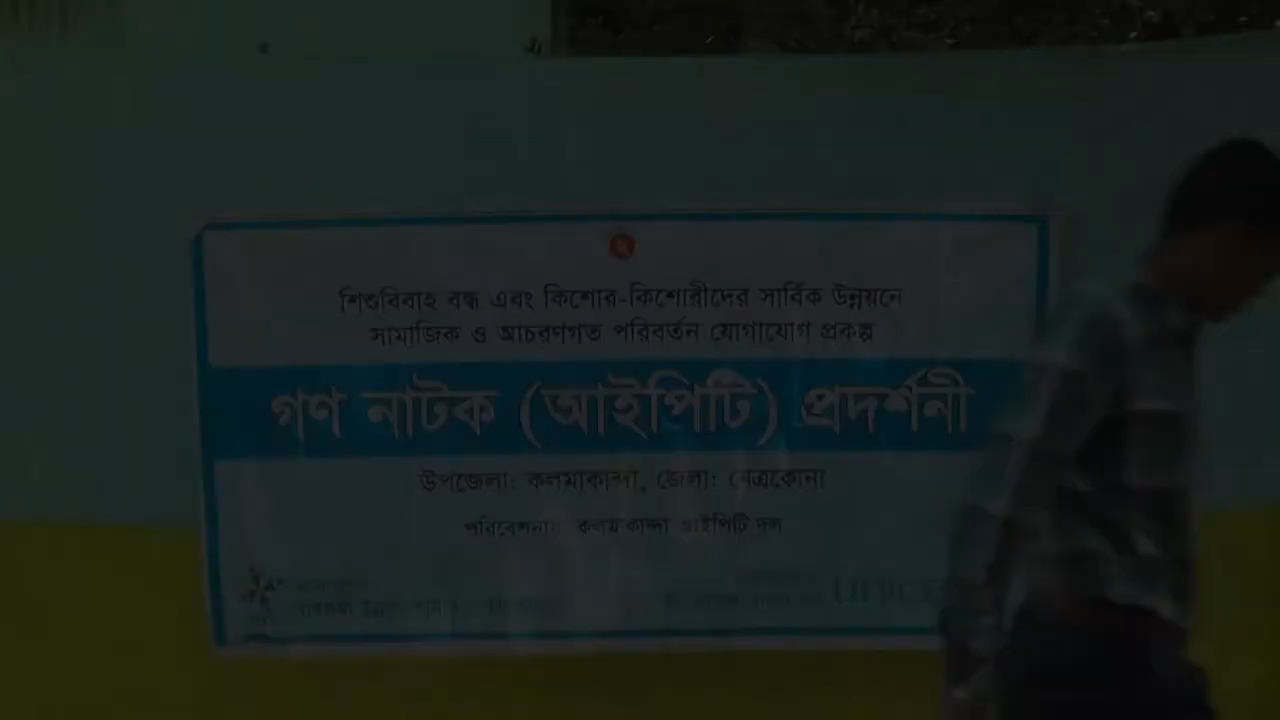 শিশুবিবাহ বন্ধ এবং কিশোর-কিশোরীদের সার্বিক উন্নয়নে
সামাজিক ও আচরণগত পরিবর্তন যোগাযোগ প্রকল্প
গণ নাটক (আইপিটি) প্রদর্শনী
উপজেলা: কলমাকান্দা, জেলা: নেত্রকোনা
পরিবেশনায়: কলমাকান্দা আইপিটি দল